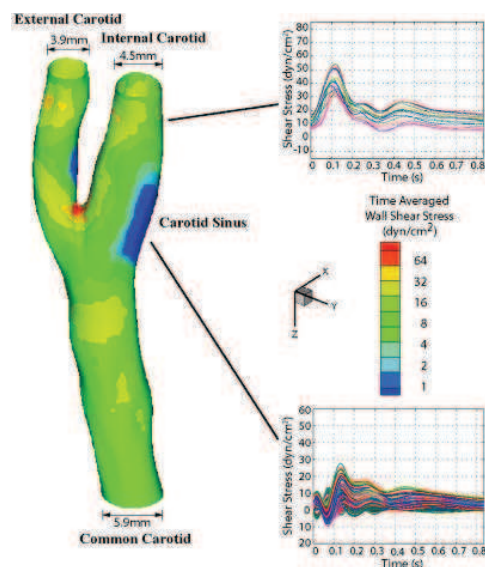 External Carotid
3.9mm
Internal Carotid
4.5mm
Shear Stress (dyn/cm²)
80
70
60
50
40
30
20
10
0
-10
0 0.1 0.2 0.3 0.4 0.5 0.6 0.7 0.8
Time (s)
Carotid Sinus
Time Averaged
Wall Shear Stress
(dyn/cm²)
64
32
16
8
4
2
1
X
Y
Z
Shear Stress (dyn/cm²)
60
50
40
30
20
10
0
10
20
0 0.1 0.2 0.3 0.4 0.5 0.6 0.7 0.8
Time (s)
5.9mm
Common Carotid